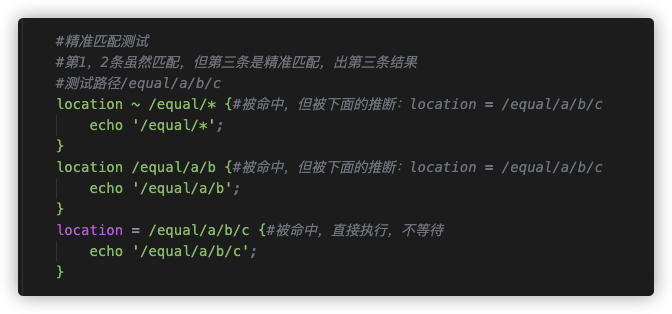 #精准匹配测试
#第1，2条虽然匹配，但第三条是精准匹配，出第三条结果
#测试路径/equal/a/b/c
location ~ /equal/* {#被命中，但被下面的推断：location = /equal/a/b/c
    echo '/equal/*';
}
location /equal/a/b {#被命中，但被下面的推断：location = /equal/a/b/c
    echo '/equal/a/b';
}
location = /equal/a/b/c {#被命中，直接执行，不等待
    echo '/equal/a/b/c';
}